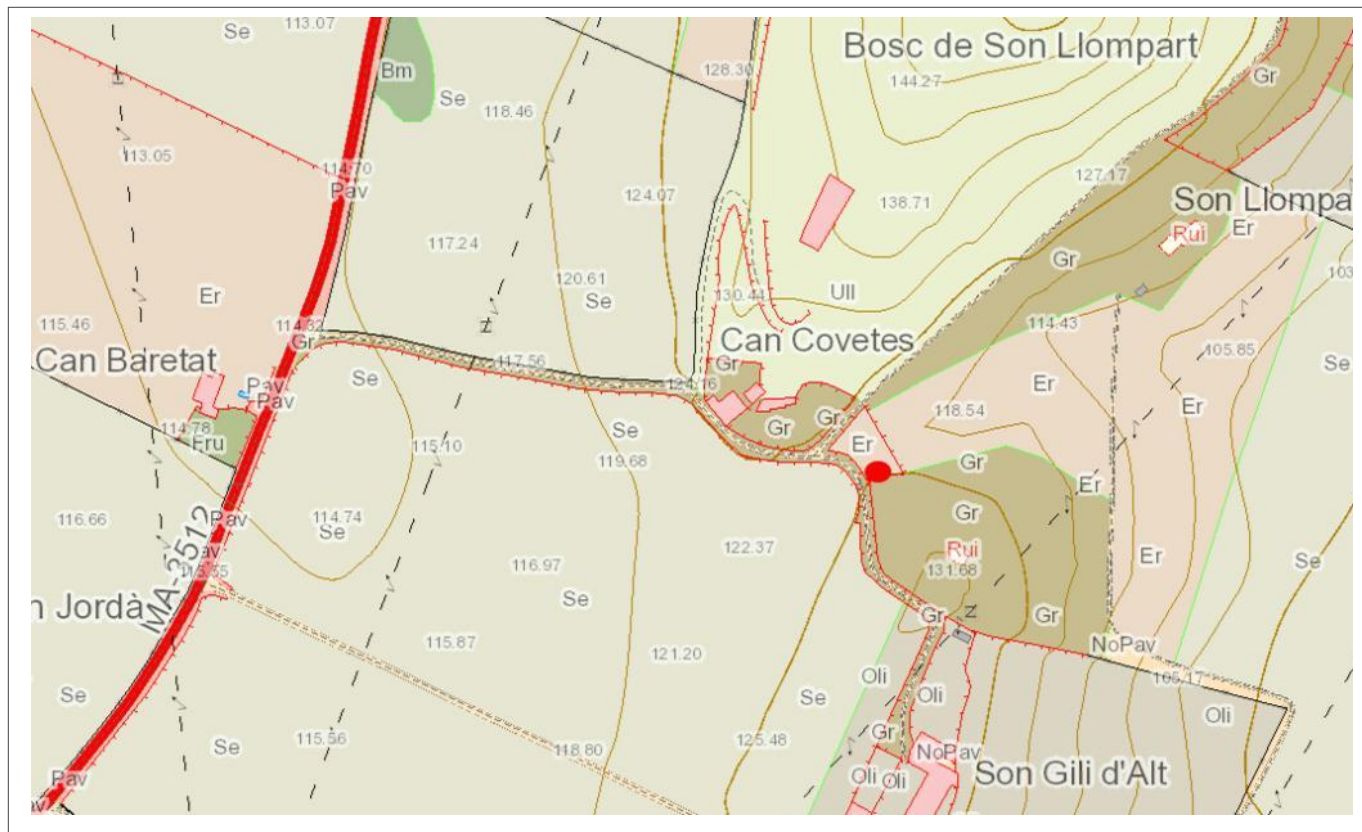 113.07
Se
Bm
Bosc de Son Llompart
128.30
144.27
Gr
Se
118.46
113.05
114.70
Pav
124.07
138.71
127.17
Son Llompa
117.24
Rui
Er
Gr
103
120.61
Se
Er
130.44
Ull
115.46
114.32
Gr
Can Covetes
114.43
105.85
Can Bairetat
117.56
Gr
Se
Se
124.16
Er
Pav
Pav
Er
118.54
Gr
Gr
114.78
Fru
115.10
Se
Er
119.68
Gr
Er
Gr
116.66
Pav
114.74
Se
122.37
MA-3512
Rui
Er
Se
116.97
131.68
Se
n Jordà
Gr
Gr
115.87
121.20
NoPav
105.17
Oli
Se
Se
Oli
Oli
Gr
Se
115.56
118.80
125.48
NoPav
Pav
Oli
Oli
Son Gili d'Alt